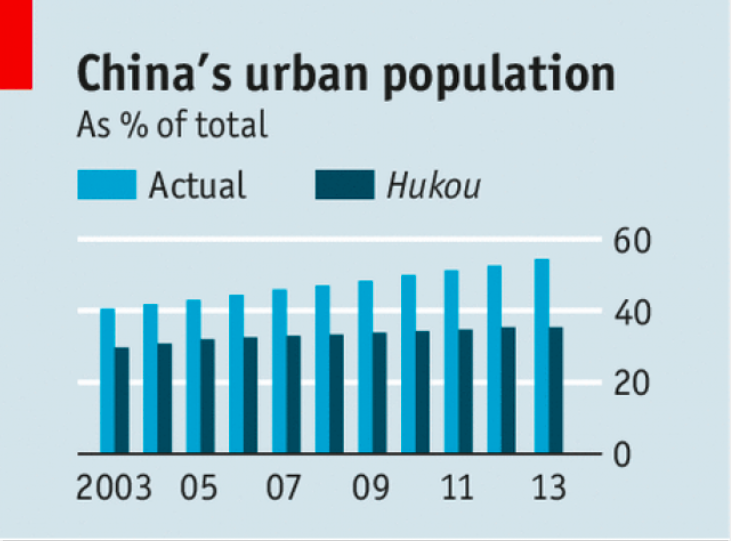 China's urban population
As % of total
Actual Hukou
60
40
20
0
2003 05 07 09 11 13